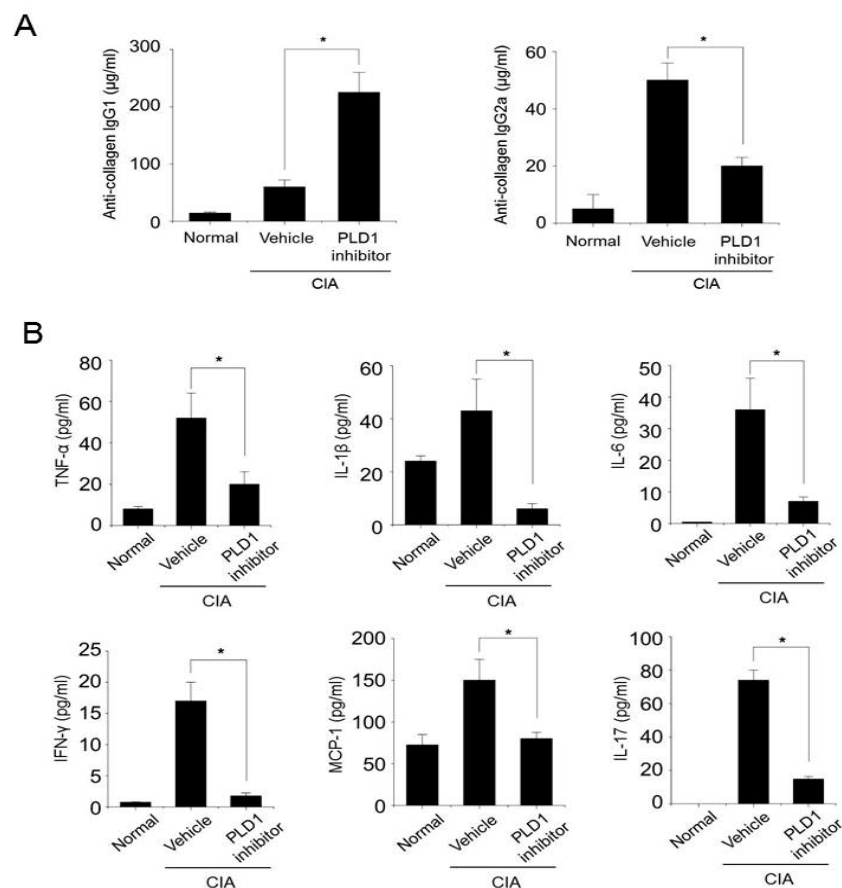 A
Anti-collagen IgG1 (μg/ml)
300
200
100
0
*
Normal
Vehicle
PLD1
inhibitor
CIA
Anti-collagen IgG2a (μg/ml)
60
40
20
0
*
Normal
Vehicle
PLD1
inhibitor
CIA
B
TNF-α (pg/ml)
80
60
40
20
0
*
Normal
Vehicle
PLD1
inhibitor
CIA
IL-1β (pg/ml)
60
40
20
0
*
Normal
Vehicle
PLD1
inhibitor
CIA
IL-6 (pg/ml)
50
40
30
20
10
0
*
Normal
Vehicle
PLD1
inhibitor
CIA
IFN-γ (pg/ml)
25
20
15
10
5
0
*
Normal
Vehicle
PLD1
inhibitor
CIA
MCP-1 (pg/ml)
200
150
100
50
0
*
Normal
Vehicle
PLD1
inhibitor
CIA
IL-17 (pg/ml)
100
80
60
40
20
0
*
Normal
Vehicle
PLD1
inhibitor
CIA